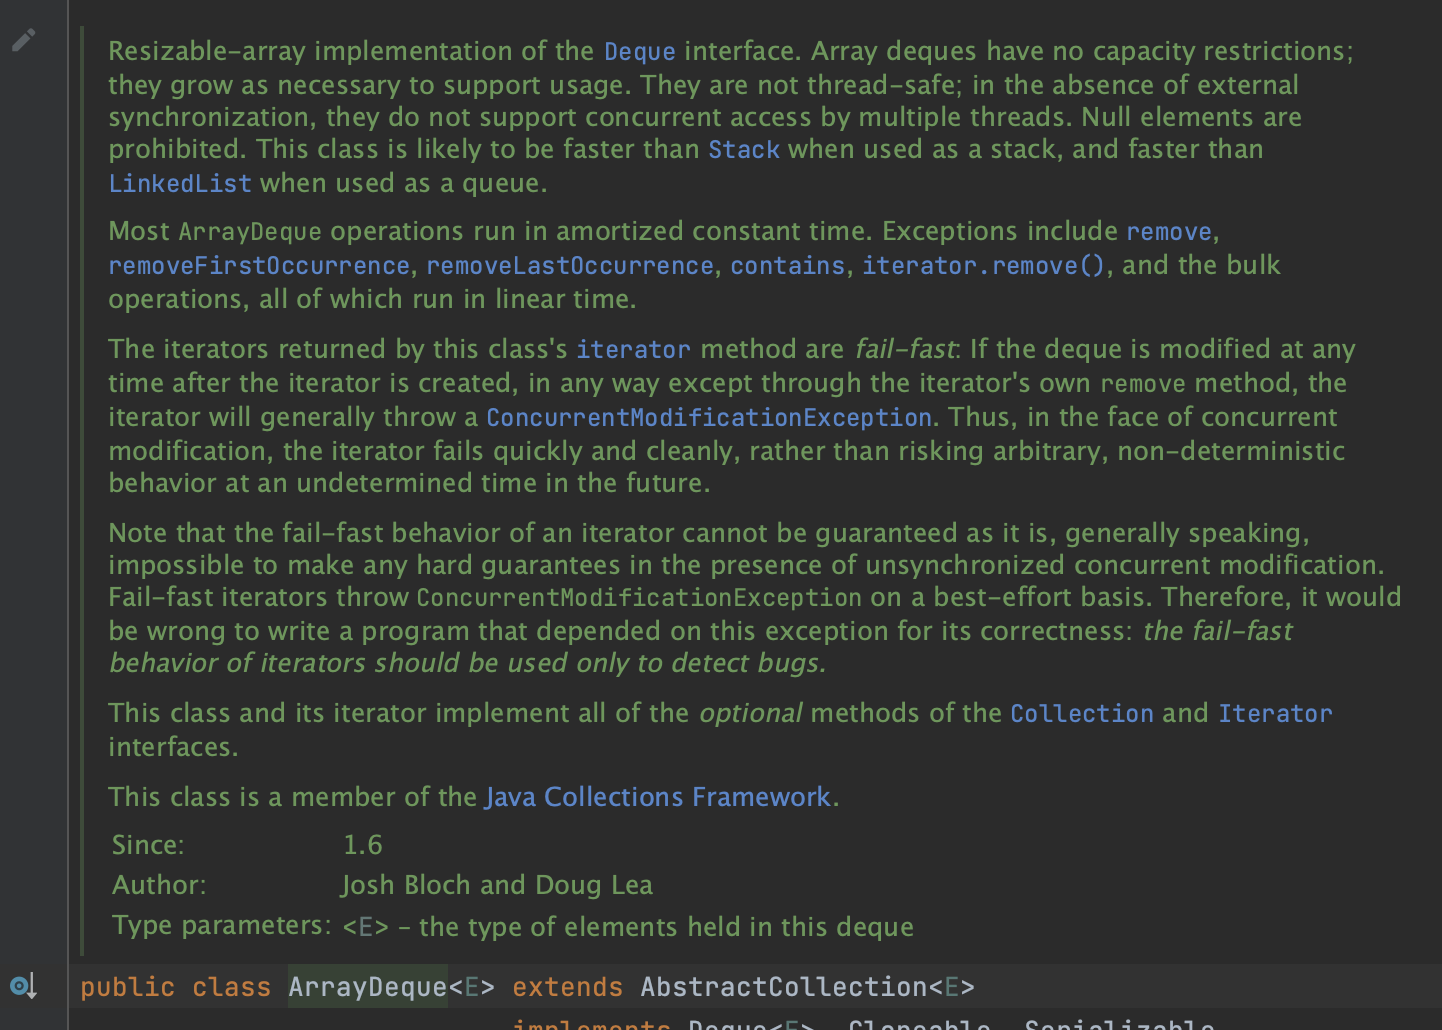 Resizable-array implementation of the Deque interface. Array deques have no capacity restrictions;
they grow as necessary to support usage. They are not thread-safe; in the absence of external
synchronization, they do not support concurrent access by multiple threads. Null elements are
prohibited. This class is likely to be faster than Stack when used as a stack, and faster than
LinkedList when used as a queue.
Most ArrayDeque operations run in amortized constant time. Exceptions include remove,
removeFirstOccurrence, removeLastOccurrence, contains, iterator.remove(), and the bulk
operations, all of which run in linear time.
The iterators returned by this class's iterator method are fail-fast: If the deque is modified at any
time after the iterator is created, in any way except through the iterator's own remove method, the
iterator will generally throw a ConcurrentModificationException. Thus, in the face of concurrent
modification, the iterator fails quickly and cleanly, rather than risking arbitrary, non-deterministic
behavior at an undetermined time in the future.
Note that the fail-fast behavior of an iterator cannot be guaranteed as it is, generally speaking,
impossible to make any hard guarantees in the presence of unsynchronized concurrent modification.
Fail-fast iterators throw ConcurrentModificationException on a best-effort basis. Therefore, it would
be wrong to write a program that depended on this exception for its correctness: the fail-fast
behavior of iterators should be used only to detect bugs.
This class and its iterator implement all of the optional methods of the Collection and Iterator
interfaces.
This class is a member of the Java Collections Framework.
Since: 1.6
Author: Josh Bloch and Doug Lea
Type parameters: <E> – the type of elements held in this deque
public class ArrayDeque<E> extends AbstractCollection<E>
implements Deque<E>, Cloneable, Serializable